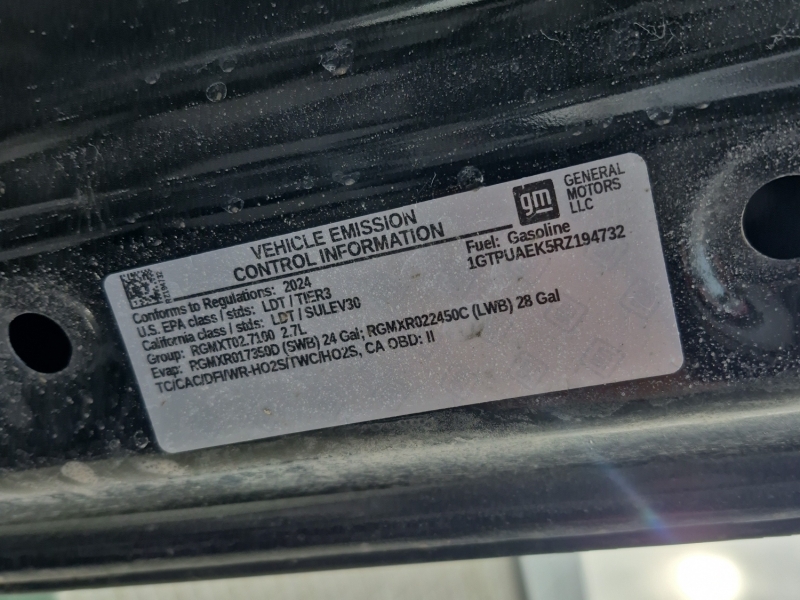 gm
GENERAL
MOTORS
LLC
VEHICLE EMISSION
CONTROL INFORMATION
Fuel: Gasoline
1GTPUAEK5RZ194732
RZ194732
Conforms to Regulations: 2024
U.S. EPA class / stds: LDT / TIER3
California class / stds: LDT / SULEV30
Group: RGMXT02.7100 2.7L
Evap: RGMXR017350D (SWB) 24 Gal; RGMXR022450C (LWB) 28 Gal
TC/CAC/DFI/WR-HO2S/TWC/HO2S, CA OBD: II